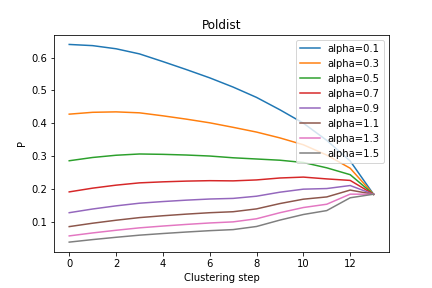 Poldist
P
0.6
0.5
0.4
0.3
0.2
0.1
alpha=0.1
alpha=0.3
alpha=0.5
alpha=0.7
alpha=0.9
alpha=1.1
alpha=1.3
alpha=1.5
0 2 4 6 8 10 12
Clustering step